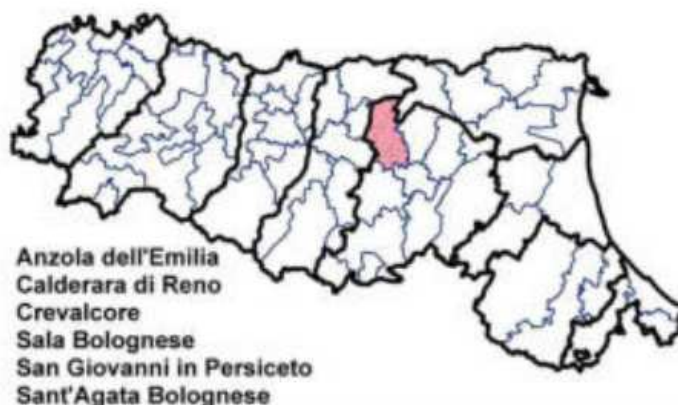 Anzola dell'Emilia
Calderara di Reno
Crevalcore
Sala Bolognese
San Giovanni in Persiceto
Sant'Agata Bolognese